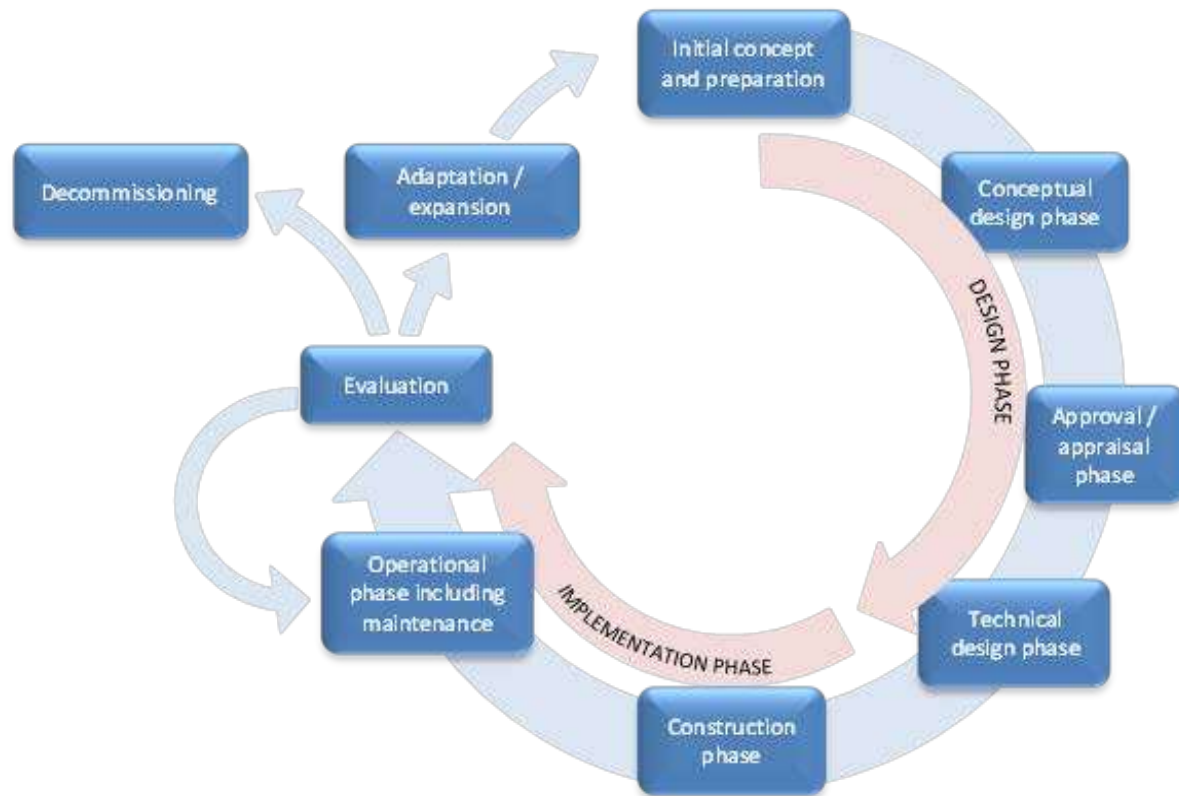 Initial concept
and preparation
Conceptual
design phase
Approval /
appraisal
phase
Technical
design phase
Construction
phase
Operational
phase including
maintenance
Evaluation
Adaptation /
expansion
Decommissioning
DESIGN PHASE
IMPLEMENTATION PHASE